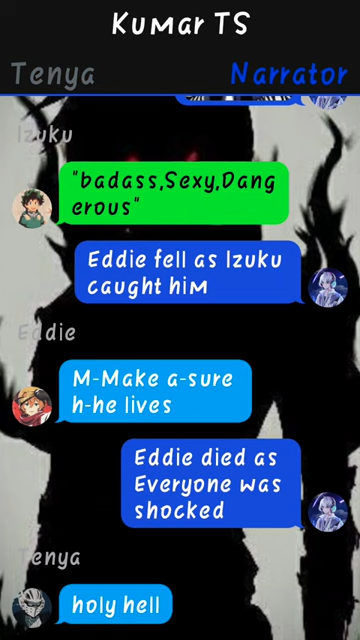 Kumar TS
Tenya
Narrator
Izuku
"badass,Sexy,Dang
erous"
Eddie fell as Izuku
caught him
Eddie
M-Make a-sure
h-he lives
Eddie died as
Everyone was
shocked
Tenya
holy hell